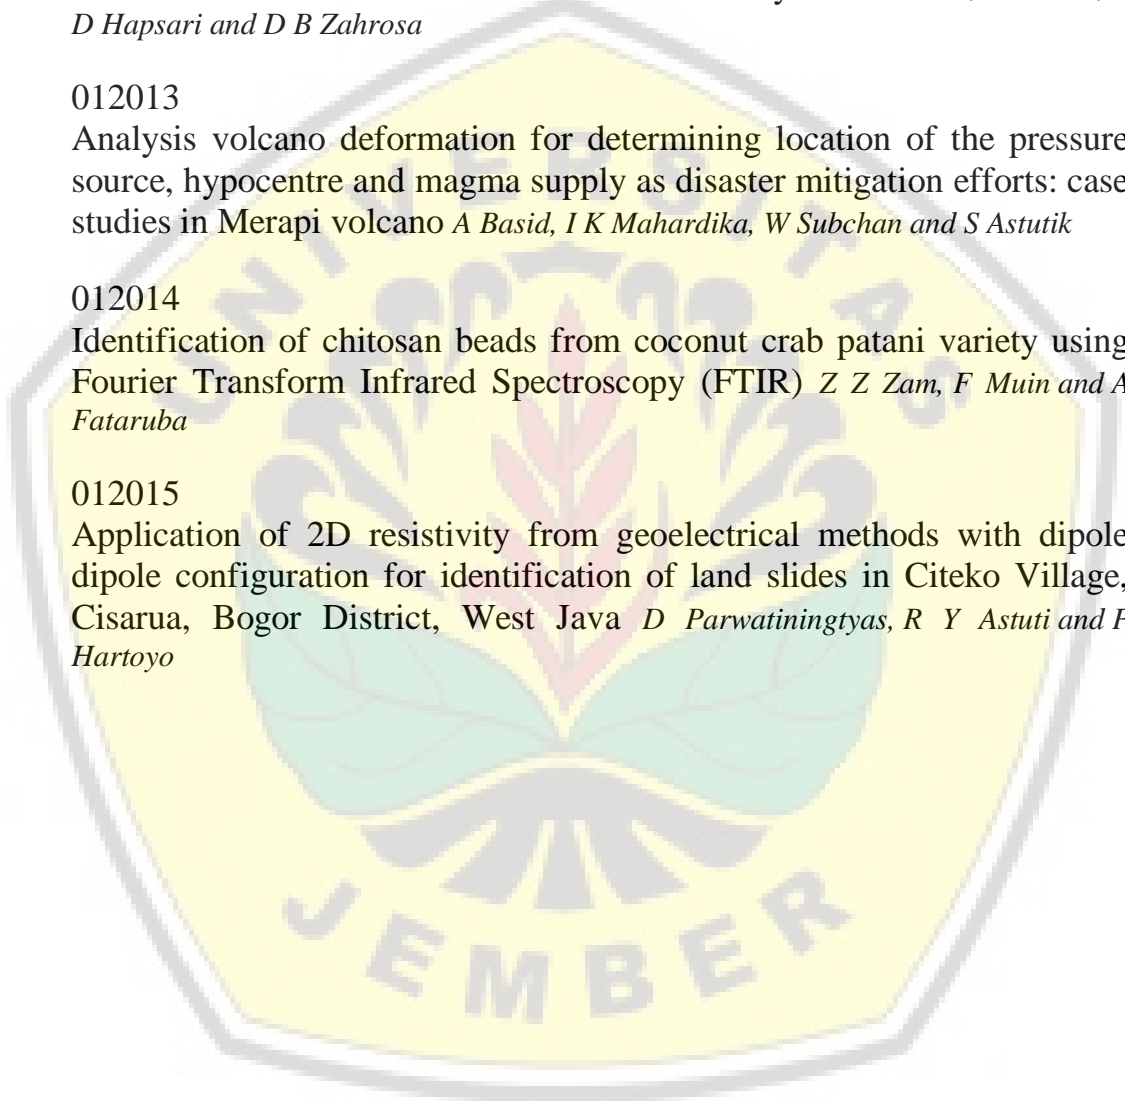 D Hapsari and D B Zahrosa
012013
Analysis volcano deformation for determining location of the pressure
source, hypocentre and magma supply as disaster mitigation efforts: case
studies in Merapi volcano A Basid, I K Mahardika, W Subchan and S Astutik
012014
Identification of chitosan beads from coconut crab patani variety using
Fourier Transform Infrared Spectroscopy (FTIR) Z Z Zam, F Muin and A
Fataruba
012015
Application of 2D resistivity from geoelectrical methods with dipole
dipole configuration for identification of land slides in Citeko Village,
Cisarua, Bogor District, West Java D Parwatiningtyas, R Y Astuti and
Hartoyo
UNIVERSITAS
JEMBER